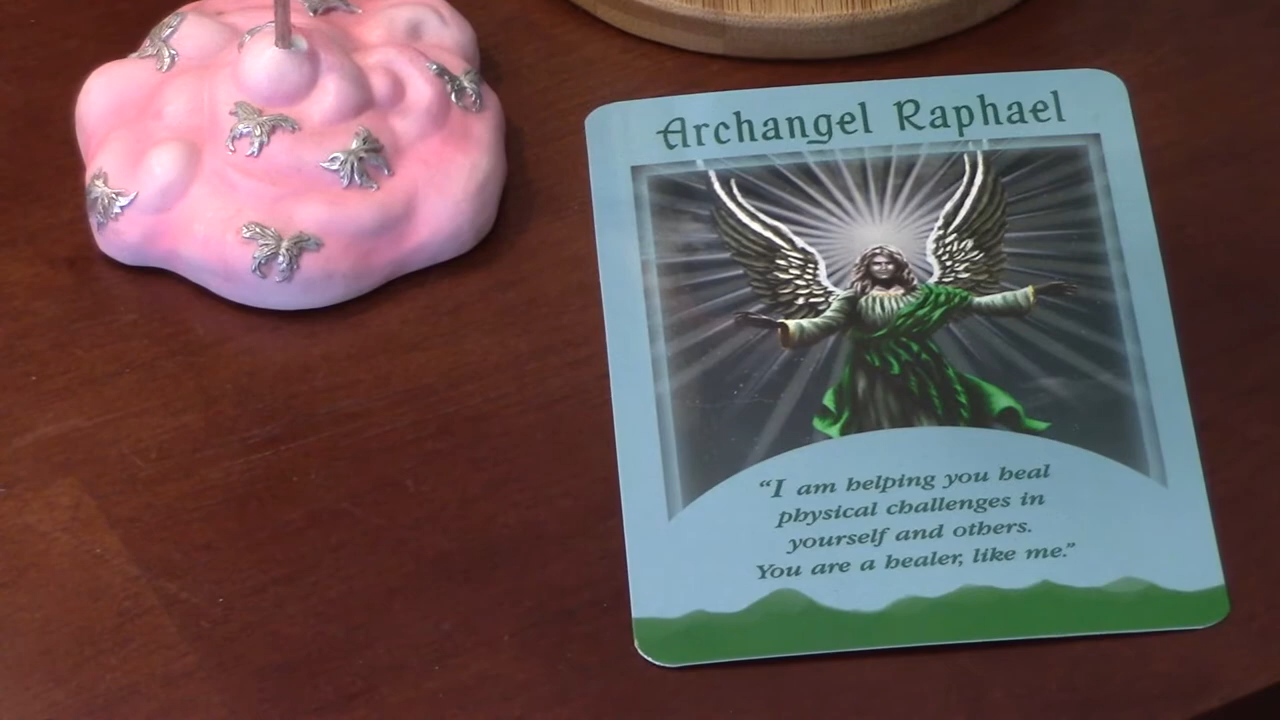 Archangel Raphael
“I am helping you heal
physical challenges in
yourself and others.
You are a healer, like me.”